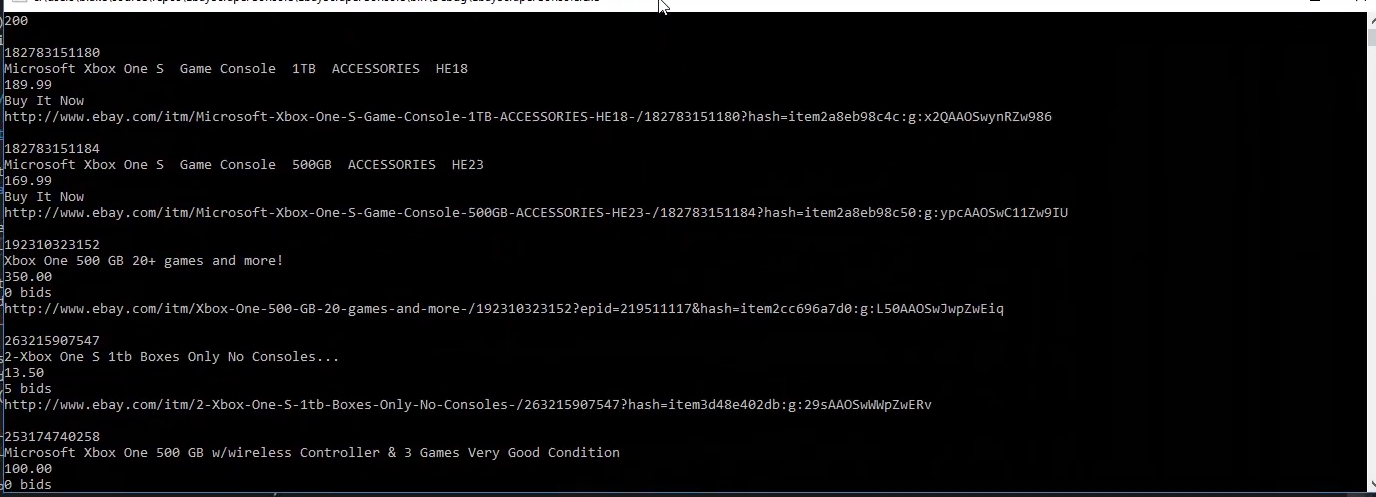 200
182783151180
Microsoft Xbox One S  Game Console  1TB  ACCESSORIES  HE18
189.99
Buy It Now
http://www.ebay.com/itm/Microsoft-Xbox-One-S-Game-Console-1TB-ACCESSORIES-HE18-/182783151180?hash=item2a8eb98c4c:g:x2QAAOSwynRZw986
182783151184
Microsoft Xbox One S  Game Console  500GB  ACCESSORIES  HE23
169.99
Buy It Now
http://www.ebay.com/itm/Microsoft-Xbox-One-S-Game-Console-500GB-ACCESSORIES-HE23-/182783151184?hash=item2a8eb98c50:g:ypcAAOSwC11Zw9IU
192310323152
Xbox One 500 GB 20+ games and more!
350.00
0 bids
http://www.ebay.com/itm/Xbox-One-500-GB-20-games-and-more-/192310323152?epid=219511117&hash=item2cc696a7d0:g:L50AAOSwJwpZwEiq
263215907547
2-Xbox One S 1tb Boxes Only No Consoles...
13.50
5 bids
http://www.ebay.com/itm/2-Xbox-One-S-1tb-Boxes-Only-No-Consoles-/263215907547?hash=item3d48e402db:g:29sAAOSwWWpZwERv
253174740258
Microsoft Xbox One 500 GB w/wireless Controller & 3 Games Very Good Condition
100.00
0 bids